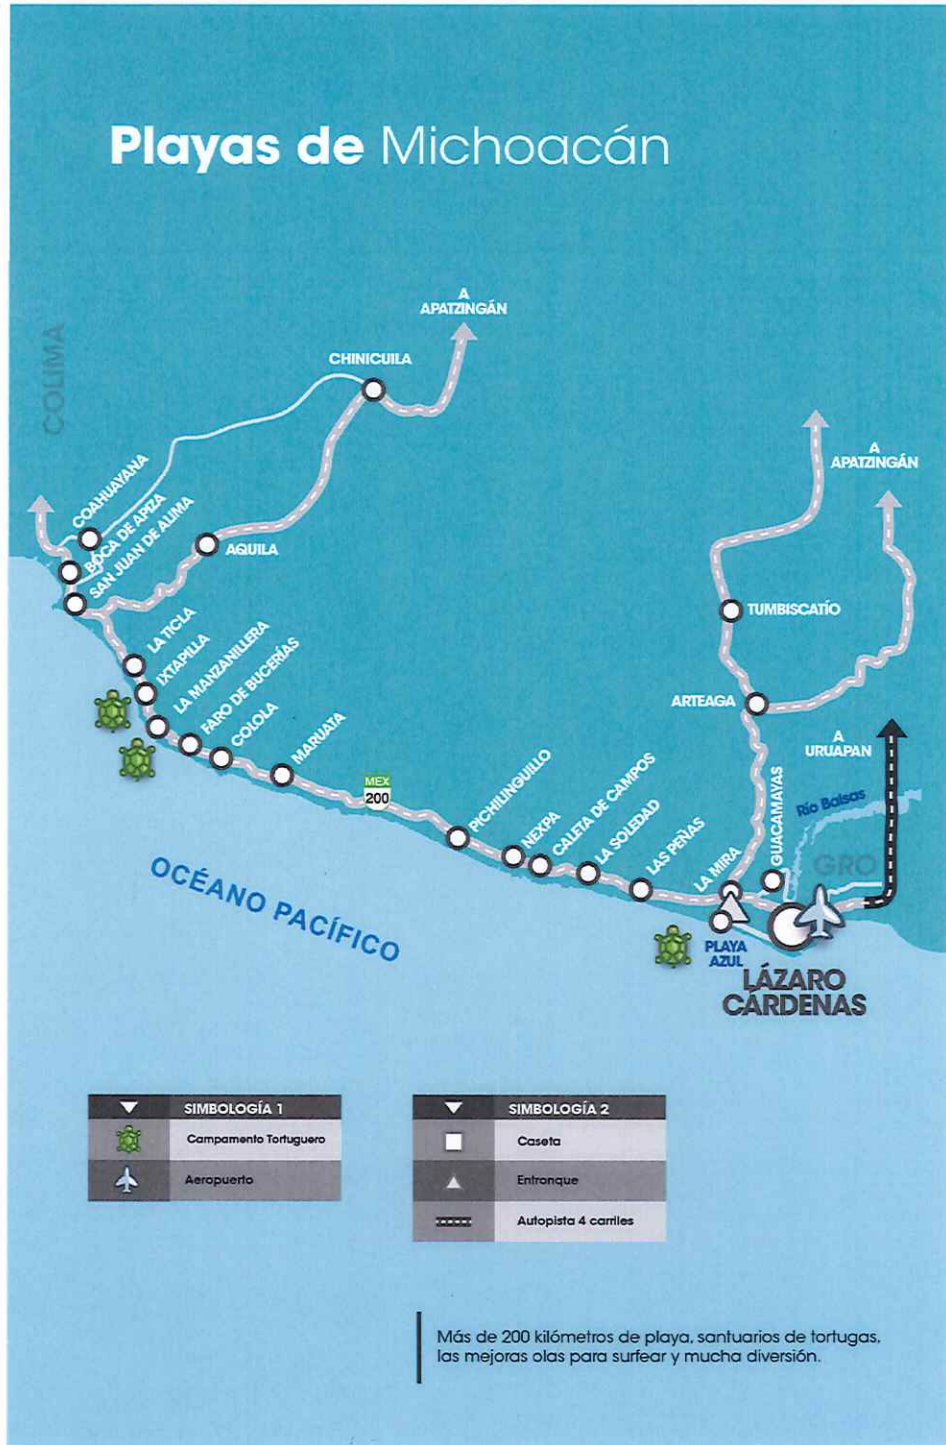 Playas de Michoacán
A
APATZINGÁN
COLIMA
CHINICUILA
A
APATZINGÁN
COAHUAYANA
BOCA DE APIZA
SAN JUAN DE ALIMA
AQUILA
LA TICLA
IXTAPILLA
LA MANZANILLERA
FARO DE BUCERÍAS
COLOLA
MARUATA
TUMBISCATÍO
ARTEAGA
A
URUAPAN
MEX
200
PICHILINGUILLO
NEXPA
CALETA DE CAMPOS
LA SOLEDAD
LAS PEÑAS
LA MIRA
GUACAMAYAS
Río Balsas
GRO
OCÉANO PACÍFICO
PLAYA
AZUL
LÁZARO
CÁRDENAS
SIMBOLOGÍA 1
Campamento Tortuguero
Aeropuerto
SIMBOLOGÍA 2
Caseta
Entronque
Autopista 4 carriles
Más de 200 kilómetros de playa, santuarios de tortugas,
las mejoras olas para surfear y mucha diversión.